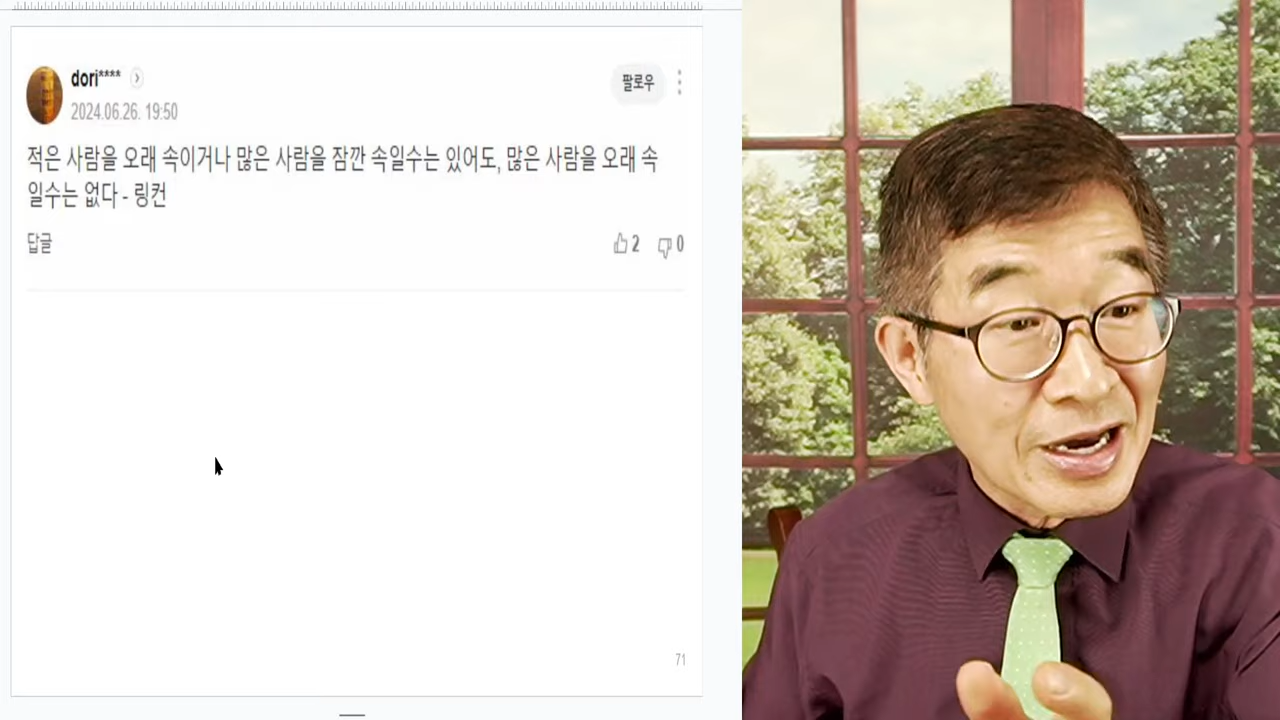 dori****
팔로우
2024.06.26. 19:50
적은 사람을 오래 속이거나 많은 사람을 잠깐 속일수는 있어도, 많은 사람을 오래 속
일수는 없다 - 링컨
답글
2
0
71